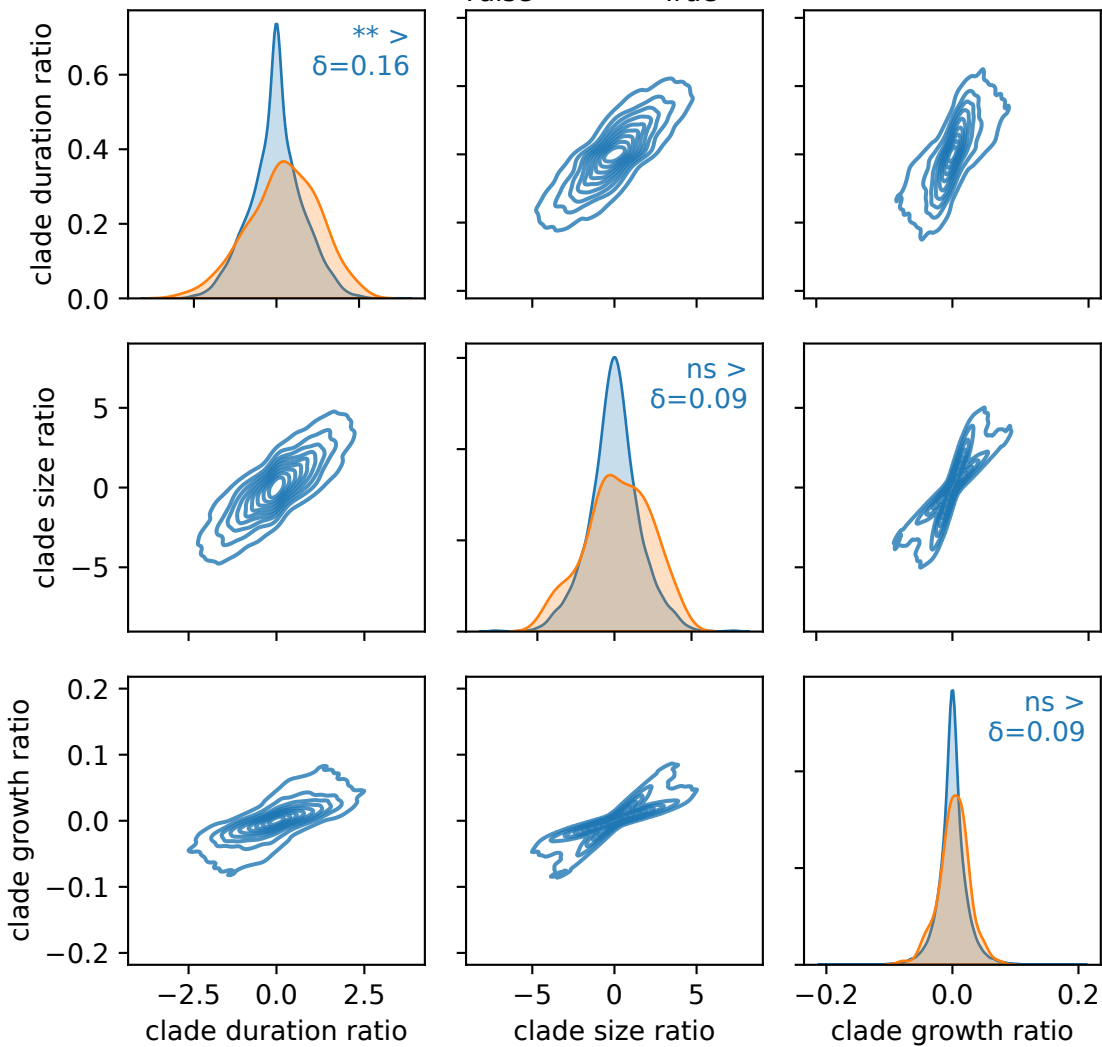 False True
clade duration ratio
0.6
0.4
0.2
0.0
** >
δ=0.16
clade size ratio
5
0
−5
ns >
δ=0.09
clade growth ratio
0.2
0.1
0.0
−0.1
−0.2
ns >
δ=0.09
−2.5 0.0 2.5
−5 0 5
−0.2 0.0 0.2
clade duration ratio
clade size ratio
clade growth ratio